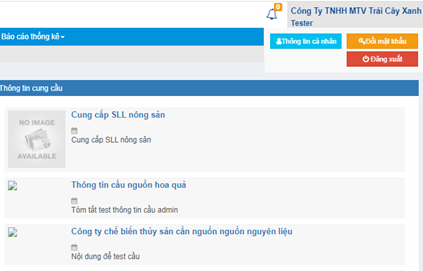 0
Công Ty TNHH MTV Trái Cây Xanh
Tester
Báo cáo thống kê
Thông tin cá nhân
Đổi mật khẩu
Đăng xuất
Thông tin cung cầu
NO IMAGE
AVAILABLE
Cung cấp SLL nông sản
Cung cấp SLL nông sản
Thông tin cầu nguồn hoa quả
Tóm tắt test thông tin cầu admin
Công ty chế biến thủy sản cần nguồn nguồn nguyên liệu
Nội dung để test cầu